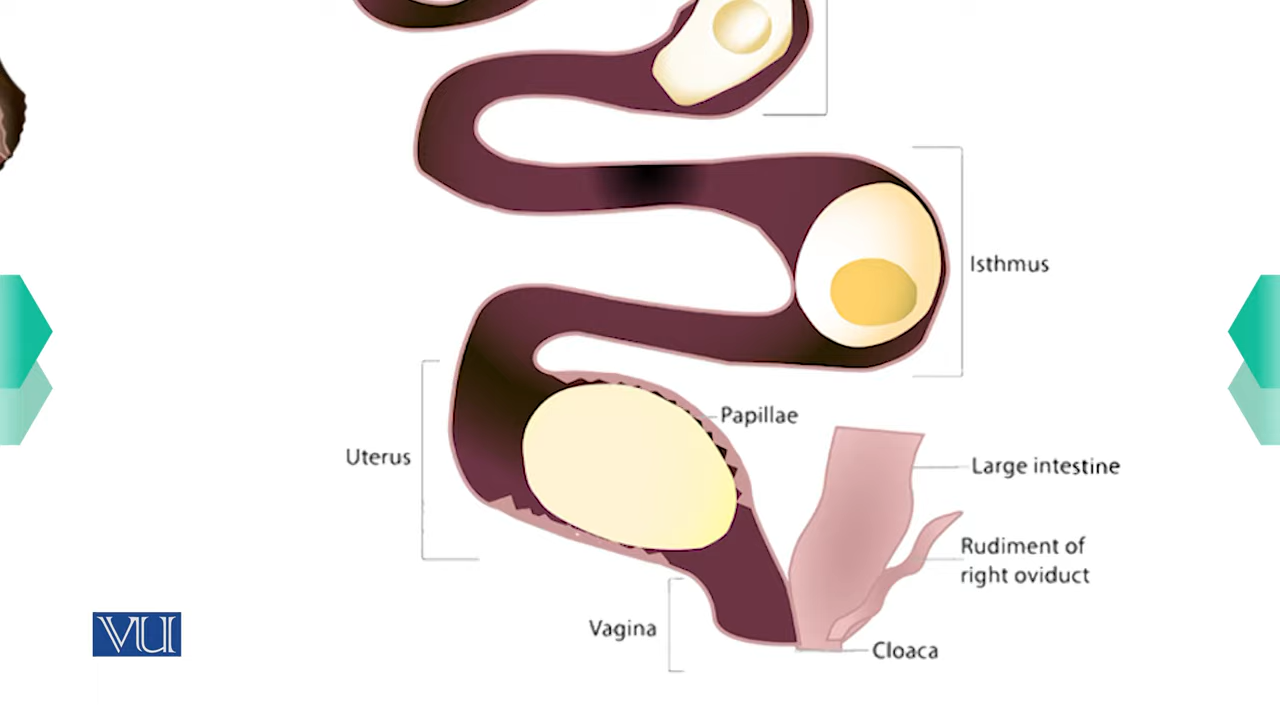 Isthmus
Papillae
Uterus
Large intestine
Rudiment of
right oviduct
Vagina
Cloaca
VU